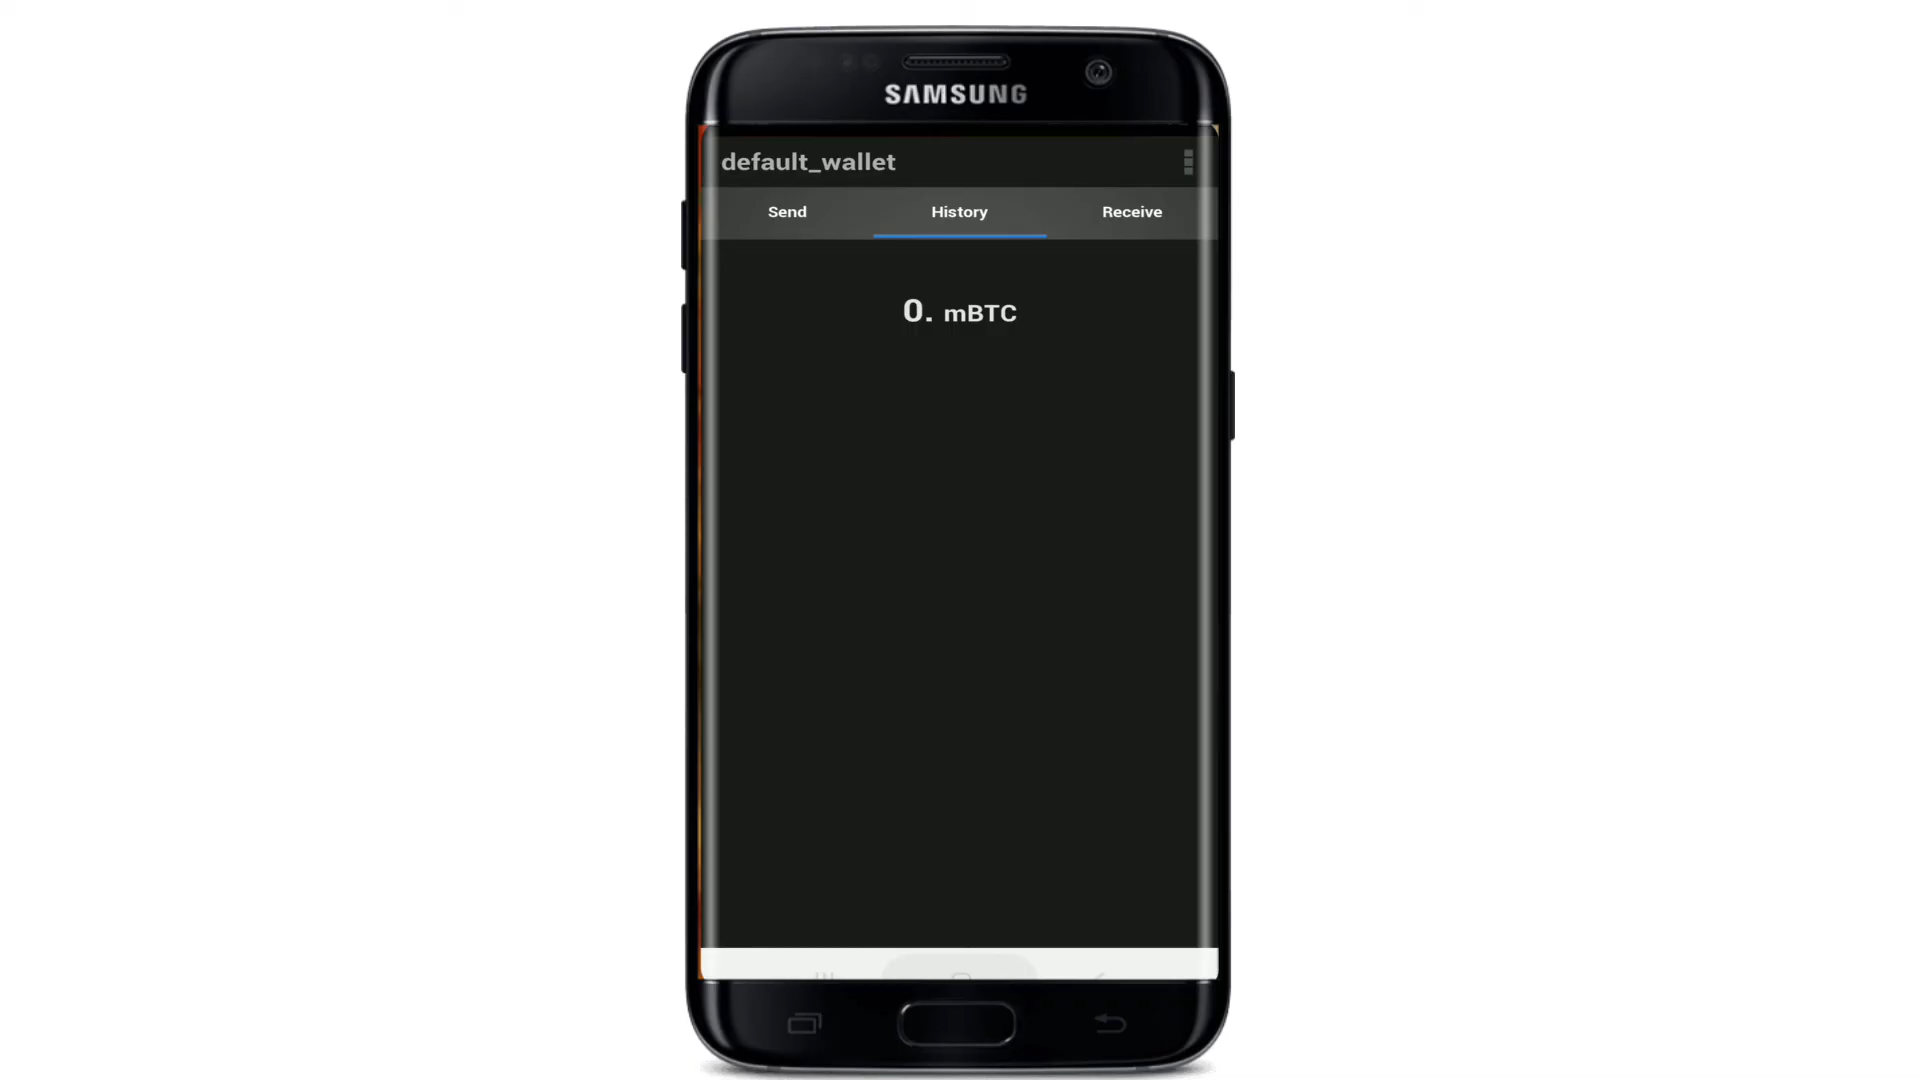 SAMSUNG
default_wallet
Send History Receive
0. mBTC